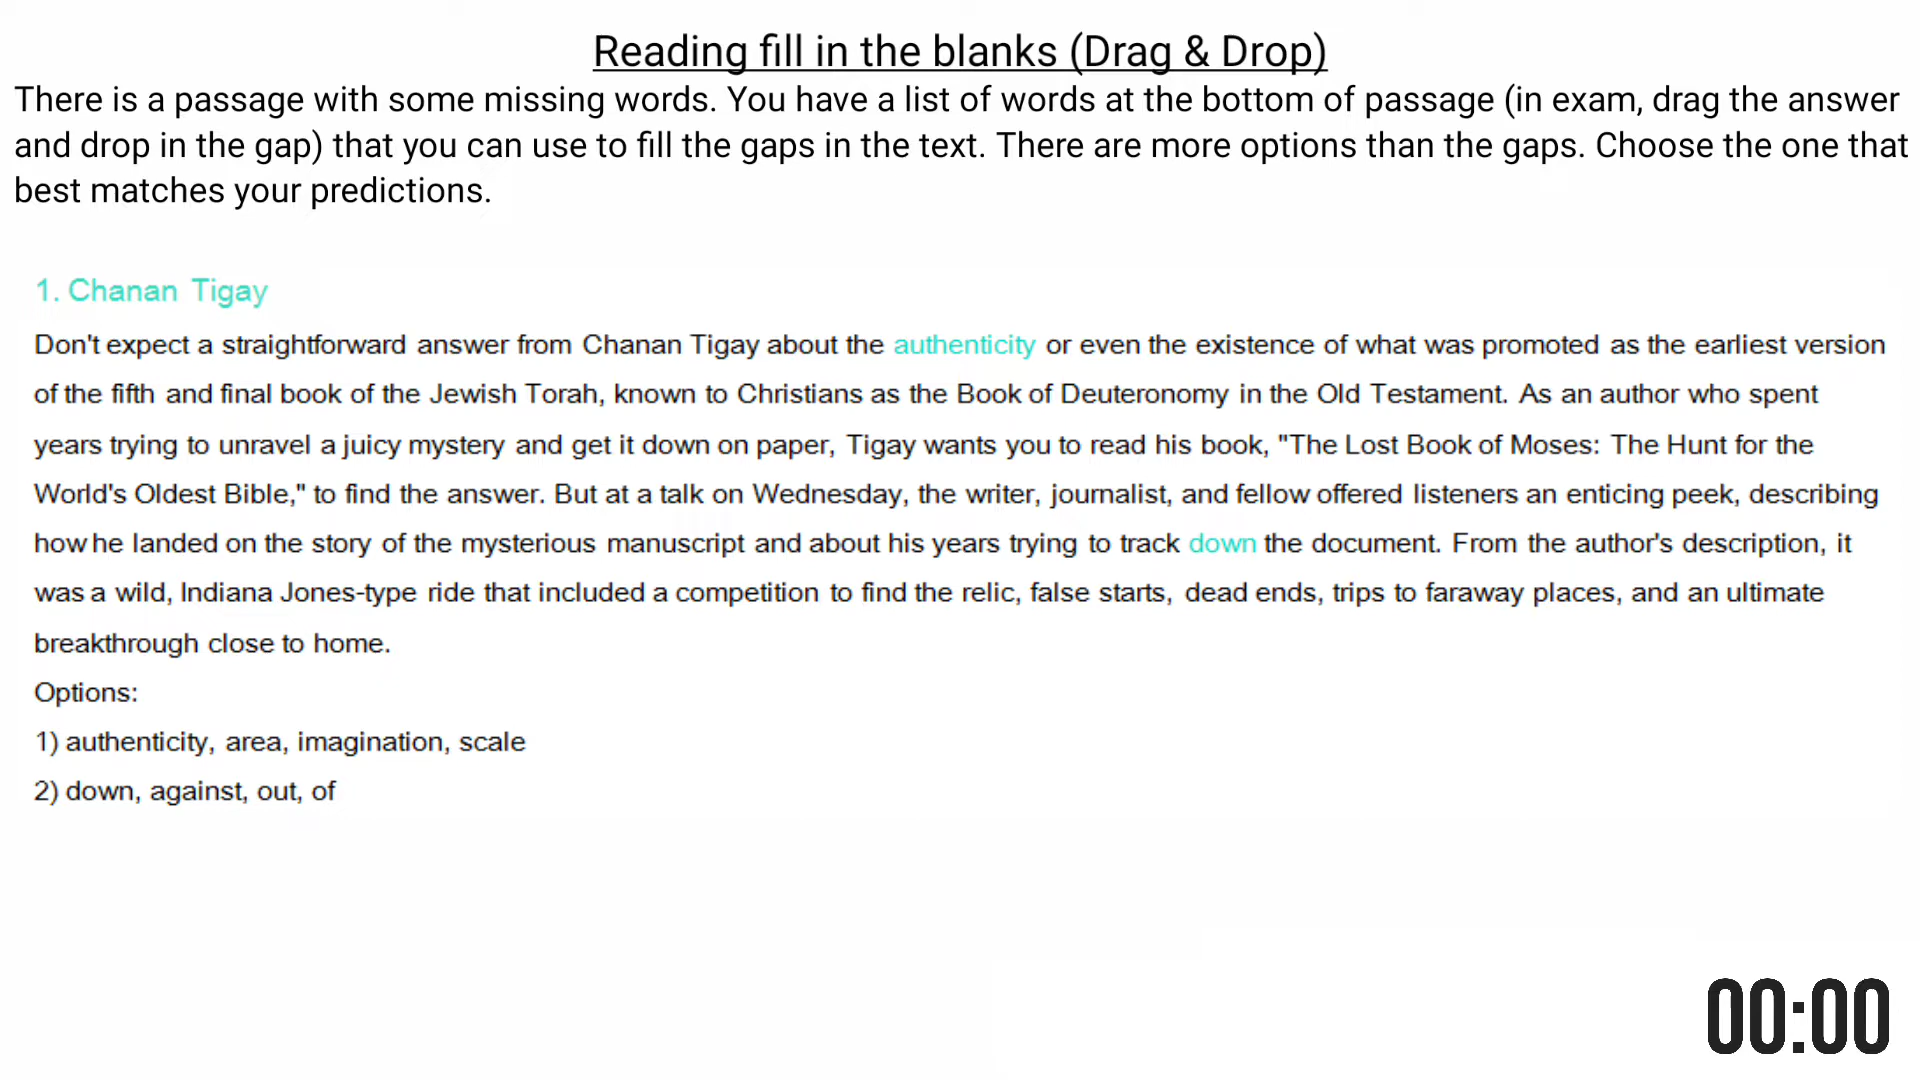 Reading fill in the blanks (Drag & Drop)
There is a passage with some missing words. You have a list of words at the bottom of passage (in exam, drag the answer
and drop in the gap) that you can use to fill the gaps in the text. There are more options than the gaps. Choose the one that
best matches your predictions.
1. Chanan Tigay
Don't expect a straightforward answer from Chanan Tigay about the authenticity or even the existence of what was promoted as the earliest version
of the fifth and final book of the Jewish Torah, known to Christians as the Book of Deuteronomy in the Old Testament. As an author who spent
years trying to unravel a juicy mystery and get it down on paper, Tigay wants you to read his book, "The Lost Book of Moses: The Hunt for the
World's Oldest Bible," to find the answer. But at a talk on Wednesday, the writer, journalist, and fellow offered listeners an enticing peek, describing
how he landed on the story of the mysterious manuscript and about his years trying to track down the document. From the author's description, it
was a wild, Indiana Jones-type ride that included a competition to find the relic, false starts, dead ends, trips to faraway places, and an ultimate
breakthrough close to home.
Options:
1) authenticity, area, imagination, scale
2) down, against, out, of
00:00